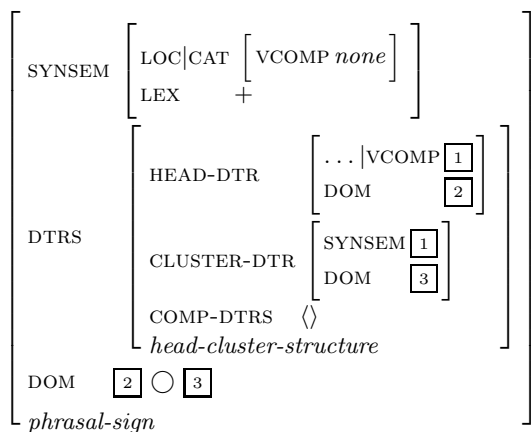 SYNSEM
LOC|CAT [VCOMP none]
LEX +
DTRS
HEAD-DTR
...|VCOMP 1
DOM 2
CLUSTER-DTR
SYNSEM 1
DOM 3
COMP-DTRS ⟨⟩
head-cluster-structure
DOM 2 ◯ 3
phrasal-sign